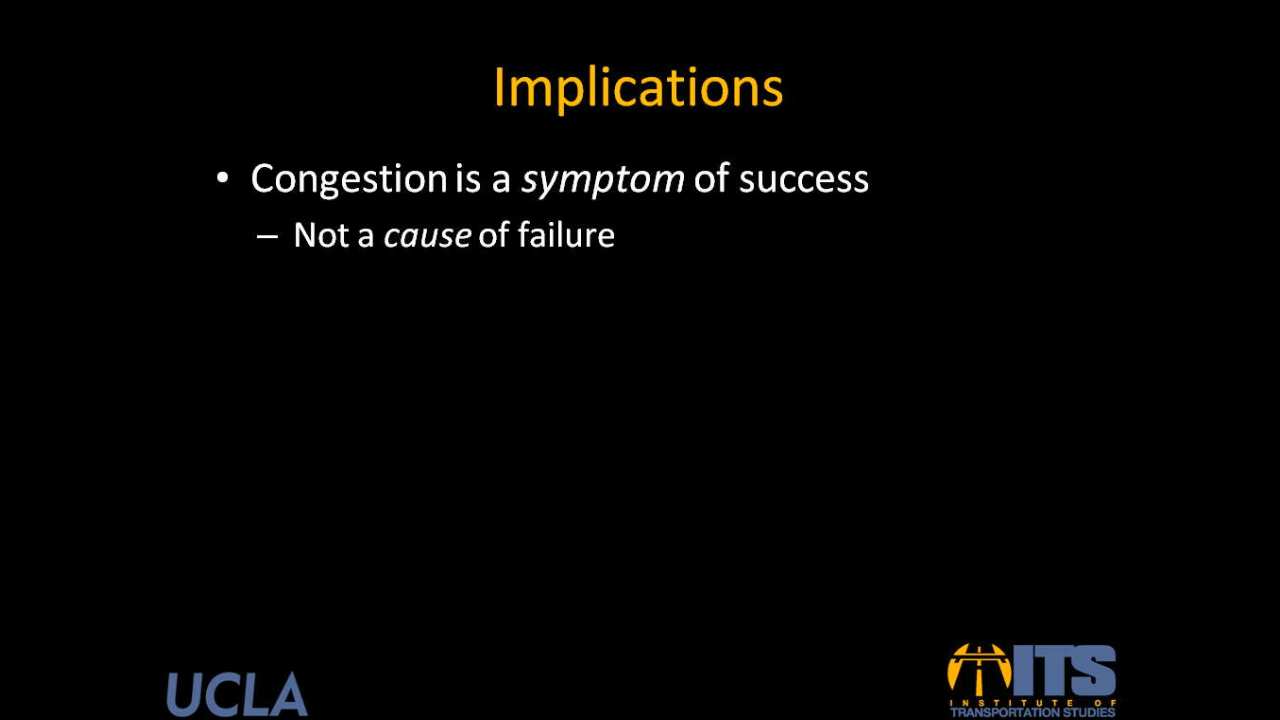 Implications
• Congestion is a symptom of success
– Not a cause of failure
UCLA
ITS
INSTITUTE OF
TRANSPORTATION STUDIES